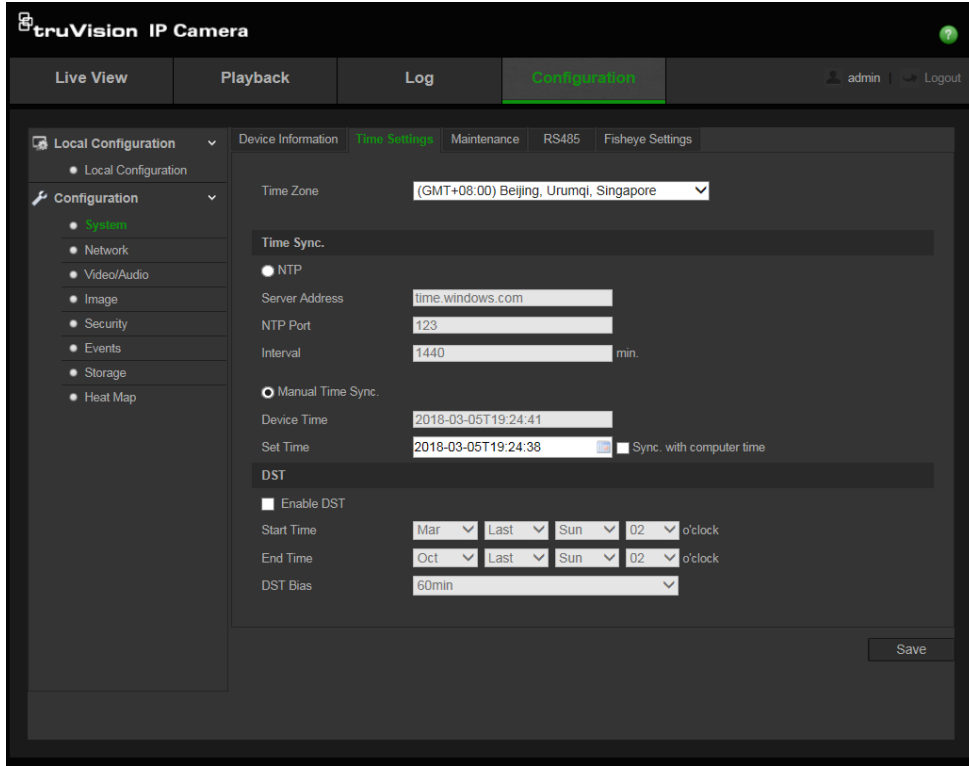 truVision IP Camera
?
Live View Playback Log Configuration admin | Logout
Local Configuration
Local Configuration
Configuration
System
Network
Video/Audio
Image
Security
Events
Storage
Heat Map
Device Information Time Settings Maintenance RS485 Fisheye Settings
Time Zone (GMT+08:00) Beijing, Urumqi, Singapore
Time Sync.
NTP
Server Address time.windows.com
NTP Port 123
Interval 1440 min.
Manual Time Sync.
Device Time 2018-03-05T19:24:41
Set Time 2018-03-05T19:24:38 Sync. with computer time
DST
Enable DST
Start Time Mar Last Sun 02 o'clock
End Time Oct Last Sun 02 o'clock
DST Bias 60min
Save